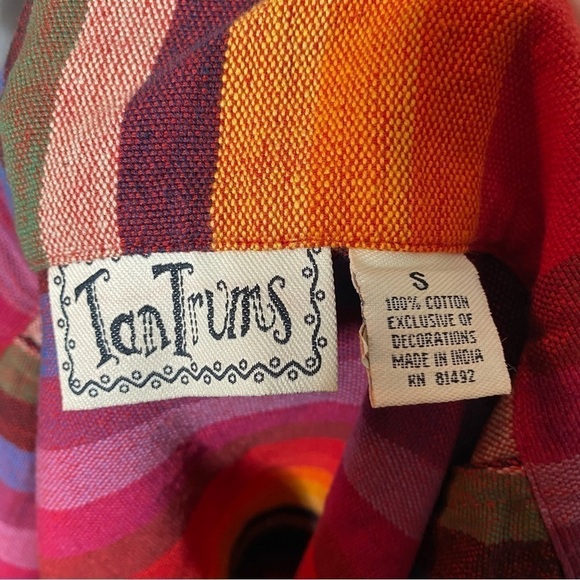 TanTrums
S
100% COTTON
EXCLUSIVE OF
DECORATIONS
MADE IN INDIA
RN 81492